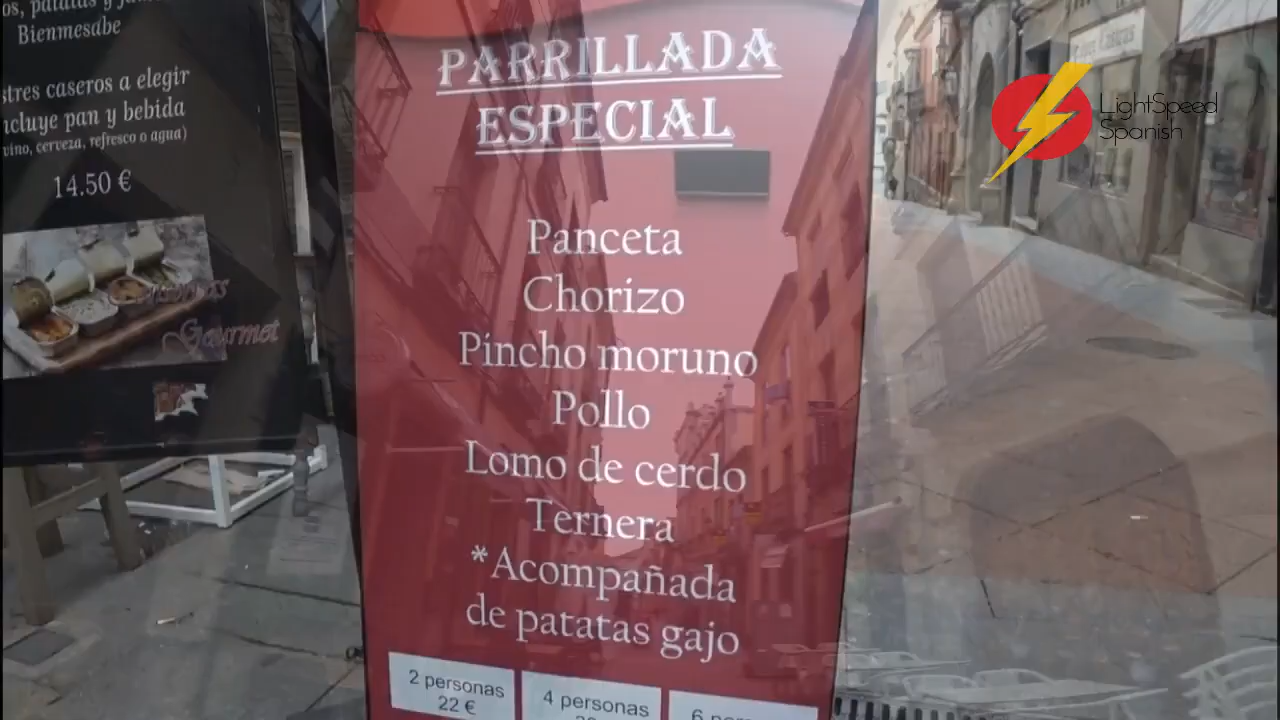 Bienmesabe
stres caseros a elegir
ncluye pan y bebida
vino, cerveza, refresco o agua)
14.50 €
Gourmet
PARRILLADA
ESPECIAL
Panceta
Chorizo
Pincho moruno
Pollo
Lomo de cerdo
Ternera
*Acompañada
de patatas gajo
2 personas
22 €
4 personas
LightSpeed
Spanish